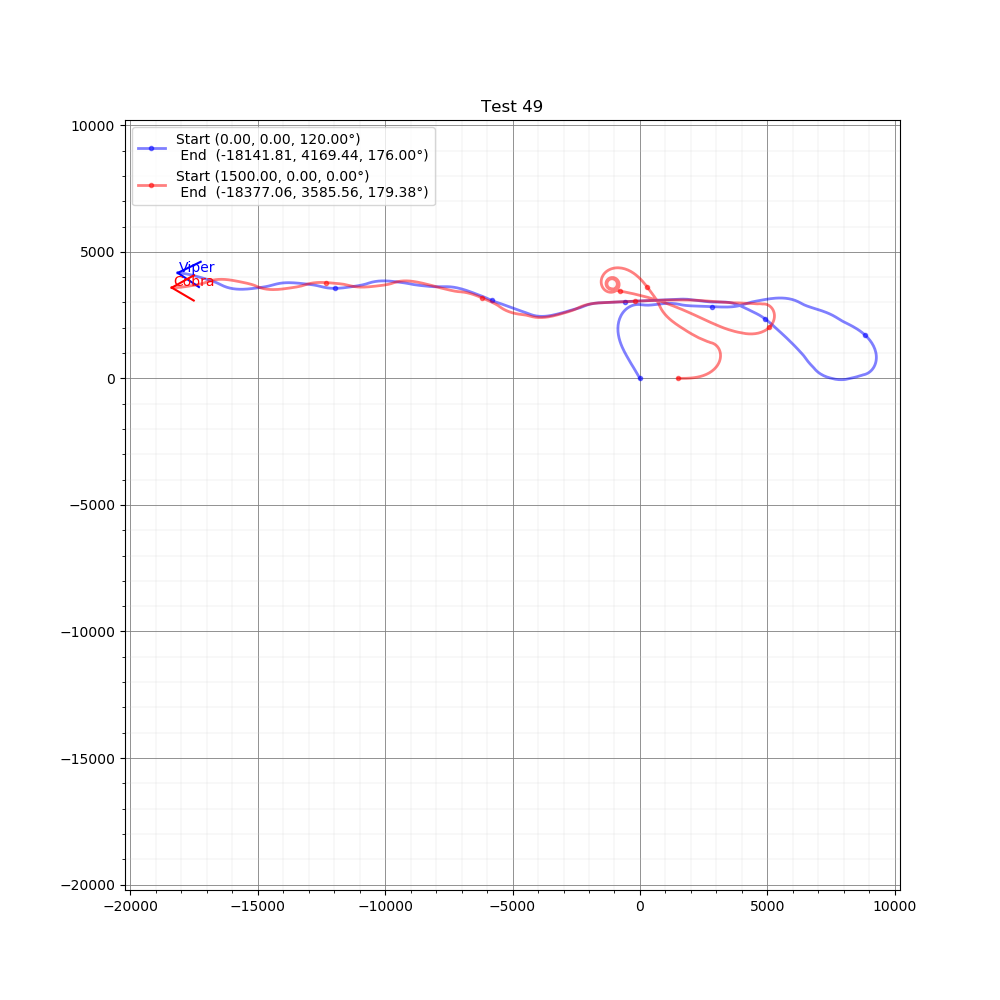 Test 49
Start (0.00, 0.00, 120.00°)
End (-18141.81, 4169.44, 176.00°)
Start (1500.00, 0.00, 0.00°)
End (-18377.06, 3585.56, 179.38°)
10000
5000
0
−5000
−10000
−15000
−20000
Viper
Cobra
−20000 −15000 −10000 −5000 0 5000 10000